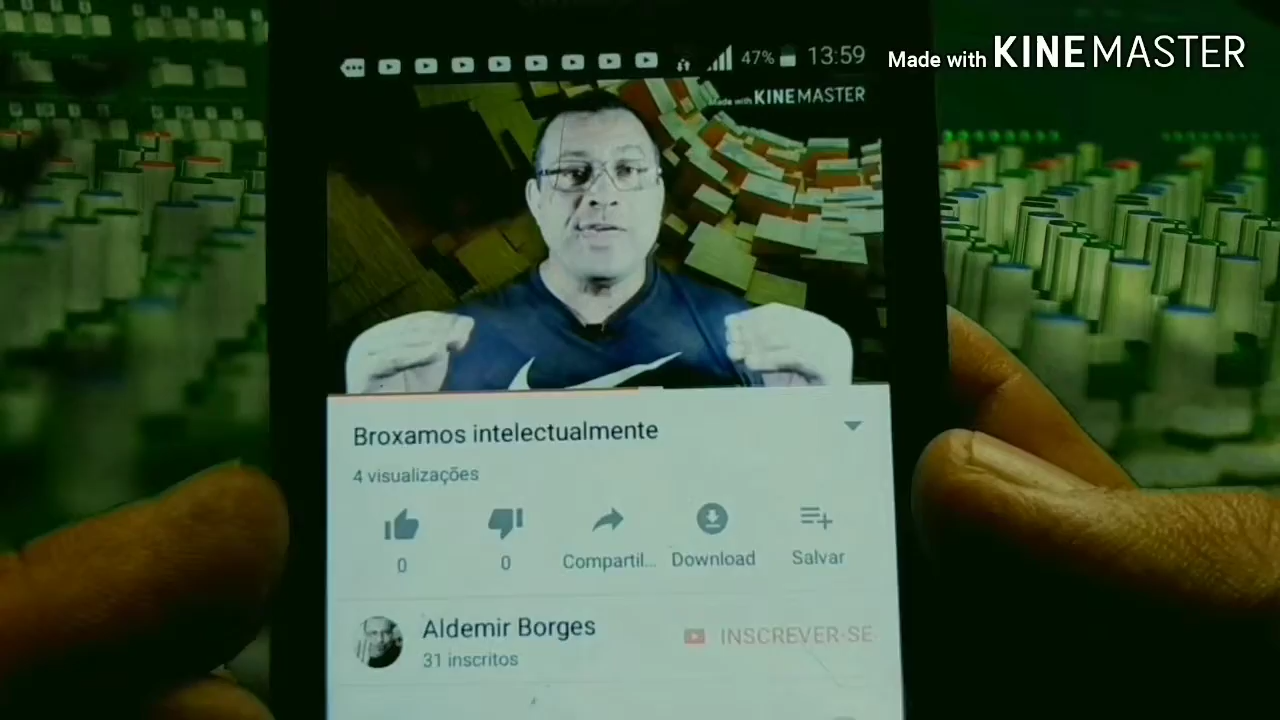 47% 13:59
Made with KINEMASTER
Made with KINEMASTER
Broxamos intelectualmente
4 visualizações
0 0 Compartil... Download Salvar
Aldemir Borges
INSCREVER-SE
31 inscritos